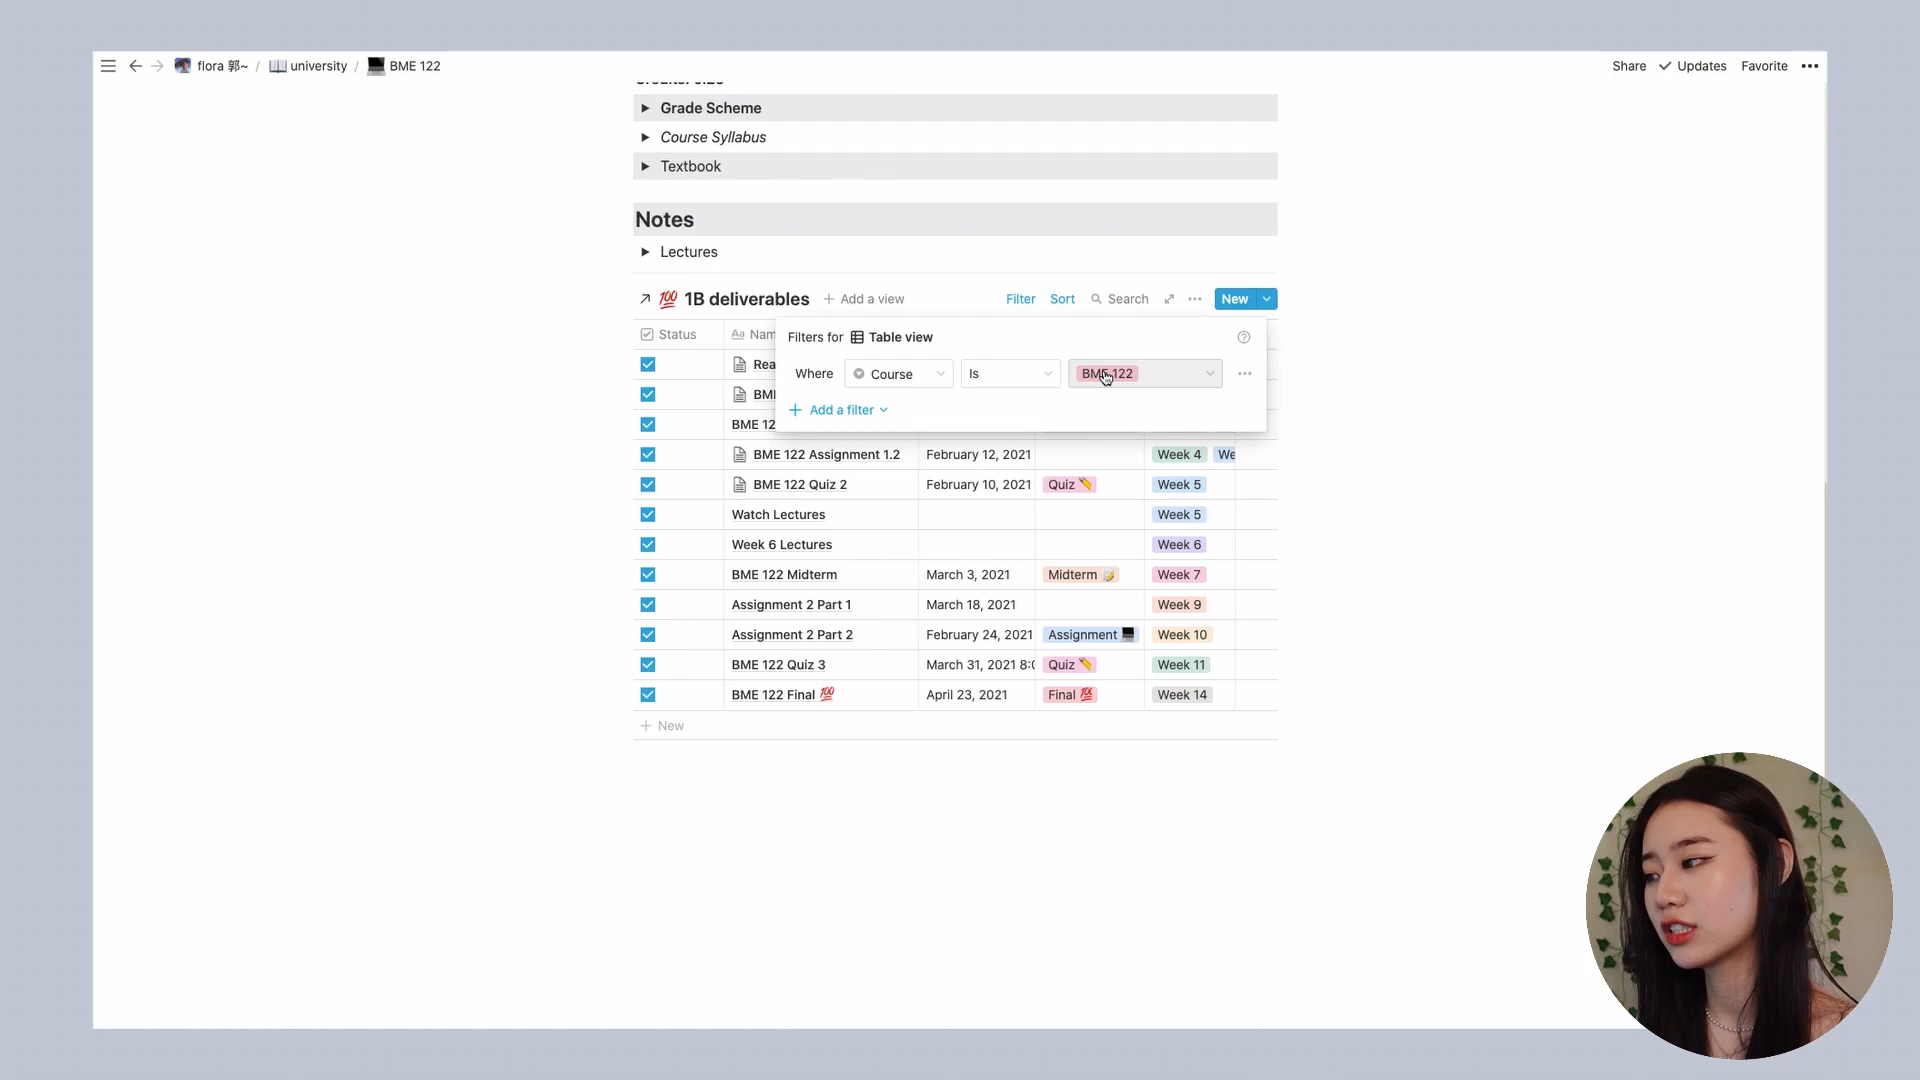 flora 郭~ / 📖 university / 💻 BME 122
Share ✓ Updates Favorite •••
Grade Scheme
Course Syllabus
Textbook
Notes
Lectures
↗ 💯 1B deliverables + Add a view Filter Sort Search ••• New
Status Aa Nam
Filters for Table view
Where Course Is BME 122 •••
+ Add a filter
Rea
BME
BME 12
BME 122 Assignment 1.2 February 12, 2021 Week 4 We
BME 122 Quiz 2 February 10, 2021 Quiz ✏️ Week 5
Watch Lectures Week 5
Week 6 Lectures Week 6
BME 122 Midterm March 3, 2021 Midterm 📝 Week 7
Assignment 2 Part 1 March 18, 2021 Week 9
Assignment 2 Part 2 February 24, 2021 Assignment 💻 Week 10
BME 122 Quiz 3 March 31, 2021 8:0 Quiz ✏️ Week 11
BME 122 Final 💯 April 23, 2021 Final 💯 Week 14
+ New